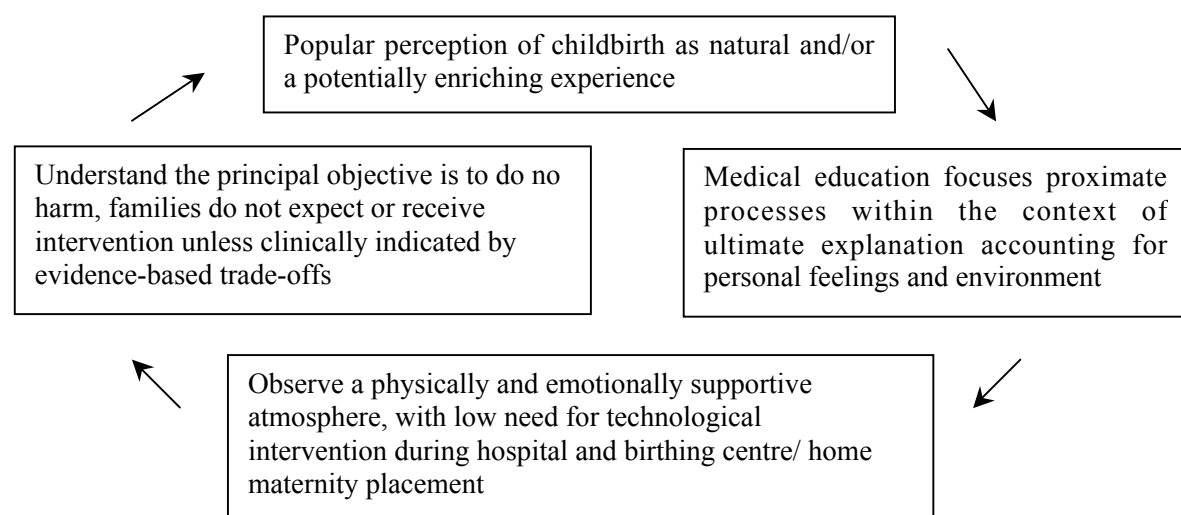 Popular perception of childbirth as natural and/or
a potentially enriching experience
Understand the principal objective is to do no
harm, families do not expect or receive
intervention unless clinically indicated by
evidence-based trade-offs
Medical education focuses proximate
processes within the context of
ultimate explanation accounting for
personal feelings and environment
Observe a physically and emotionally supportive
atmosphere, with low need for technological
intervention during hospital and birthing centre/ home
maternity placement